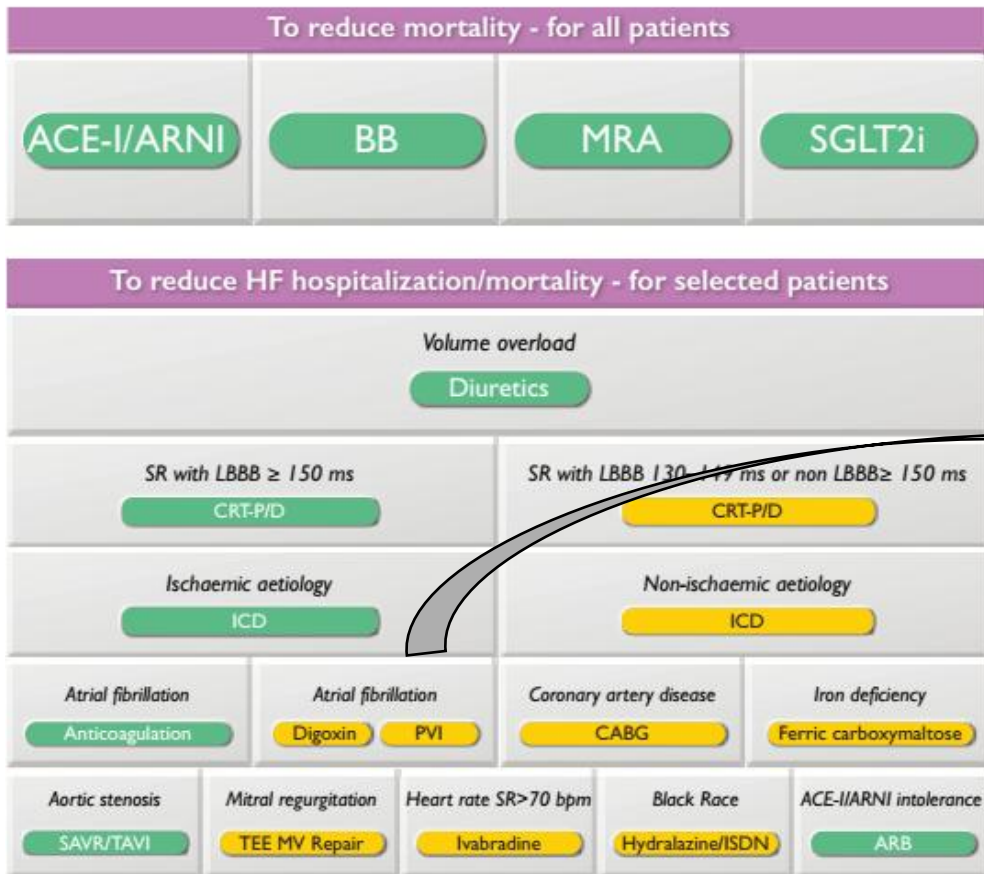 To reduce mortality - for all patients
ACE-I/ARNI BB MRA SGLT2i
To reduce HF hospitalization/mortality - for selected patients
Volume overload
Diuretics
SR with LBBB ≥ 150 ms SR with LBBB 130-149 ms or non LBBB≥ 150 ms
CRT-P/D CRT-P/D
Ischaemic aetiology Non-ischaemic aetiology
ICD ICD
Atrial fibrillation Atrial fibrillation Coronary artery disease Iron deficiency
Anticoagulation Digoxin PVI CABG Ferric carboxymaltose
Aortic stenosis Mitral regurgitation Heart rate SR>70 bpm Black Race ACE-I/ARNI intolerance
SAVR/TAVI TEE MV Repair Ivabradine Hydralazine/ISDN ARB